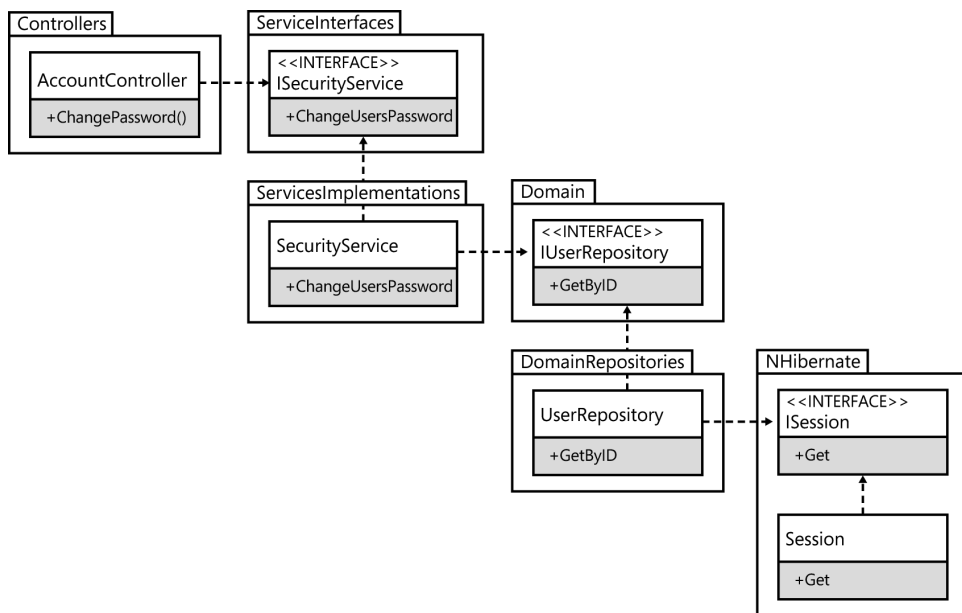 Controllers
AccountController
+ChangePassword()
ServiceInterfaces
<<INTERFACE>>
ISecurityService
+ChangeUsersPassword
ServicesImplementations
SecurityService
+ChangeUsersPassword
Domain
<<INTERFACE>>
IUserRepository
+GetByID
DomainRepositories
UserRepository
+GetByID
NHibernate
<<INTERFACE>>
ISession
+Get
Session
+Get